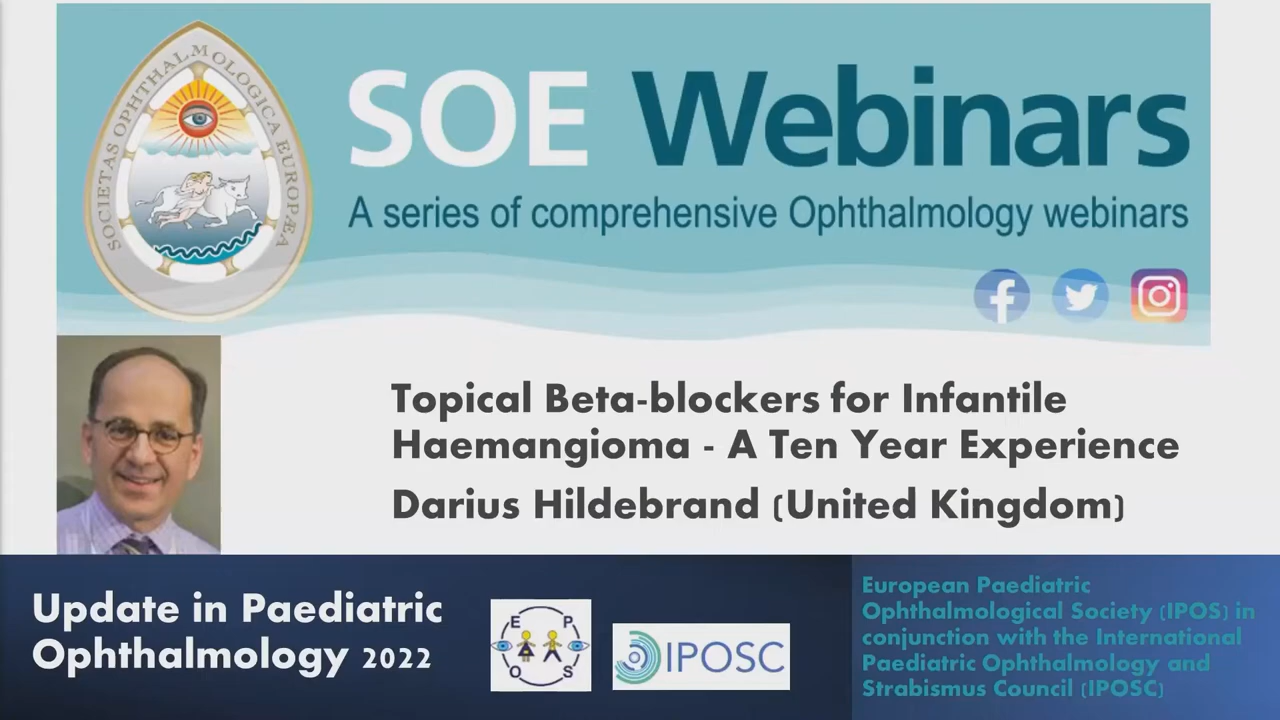 SOCIETAS OPHTHALMOLOGICA EUROPÆA
SOE Webinars
A series of comprehensive Ophthalmology webinars
Topical Beta-blockers for Infantile
Haemangioma - A Ten Year Experience
Darius Hildebrand (United Kingdom)
Update in Paediatric
Ophthalmology 2022
E P
O S
IPOSC
European Paediatric
Ophthalmological Society (IPOS) in
conjunction with the International
Paediatric Ophthalmology and
Strabismus Council (IPOSC)